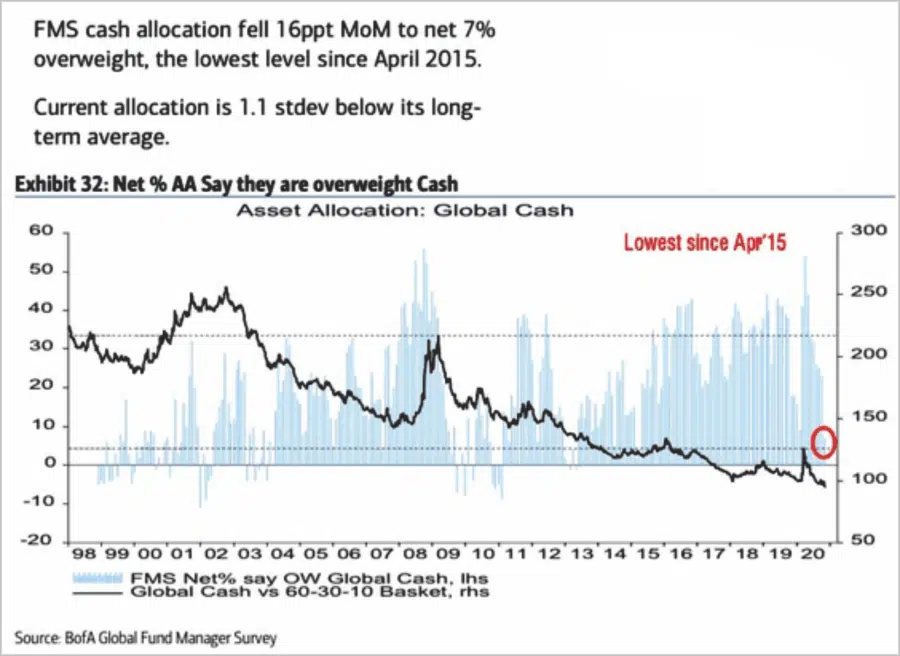 FMS cash allocation fell 16ppt MoM to net 7%
overweight, the lowest level since April 2015.
Current allocation is 1.1 stdev below its long-
term average.
Exhibit 32: Net % AA Say they are overweight Cash
Asset Allocation: Global Cash
Lowest since Apr'15
60
50
40
30
20
10
0
-10
-20
300
250
200
150
100
50
98 99 00 01 02 03 04 05 06 07 08 09 10 11 12 13 14 15 16 17 18 19 20
FMS Net% say OW Global Cash, lhs
Global Cash vs 60-30-10 Basket, rhs
Source: BofA Global Fund Manager Survey